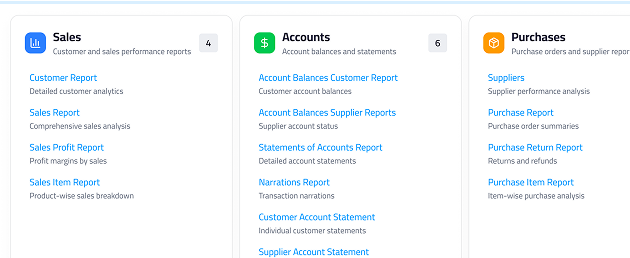 Sales
Customer and sales performance reports
4
Customer Report
Detailed customer analytics
Sales Report
Comprehensive sales analysis
Sales Profit Report
Profit margins by sales
Sales Item Report
Product-wise sales breakdown
Accounts
Account balances and statements
6
Account Balances Customer Report
Customer account balances
Account Balances Supplier Reports
Supplier account status
Statements of Accounts Report
Detailed account statements
Narrations Report
Transaction narrations
Customer Account Statement
Individual customer statements
Supplier Account Statement
Purchases
Purchase orders and supplier repor
Suppliers
Supplier performance analysis
Purchase Report
Purchase order summaries
Purchase Return Report
Returns and refunds
Purchase Item Report
Item-wise purchase analysis